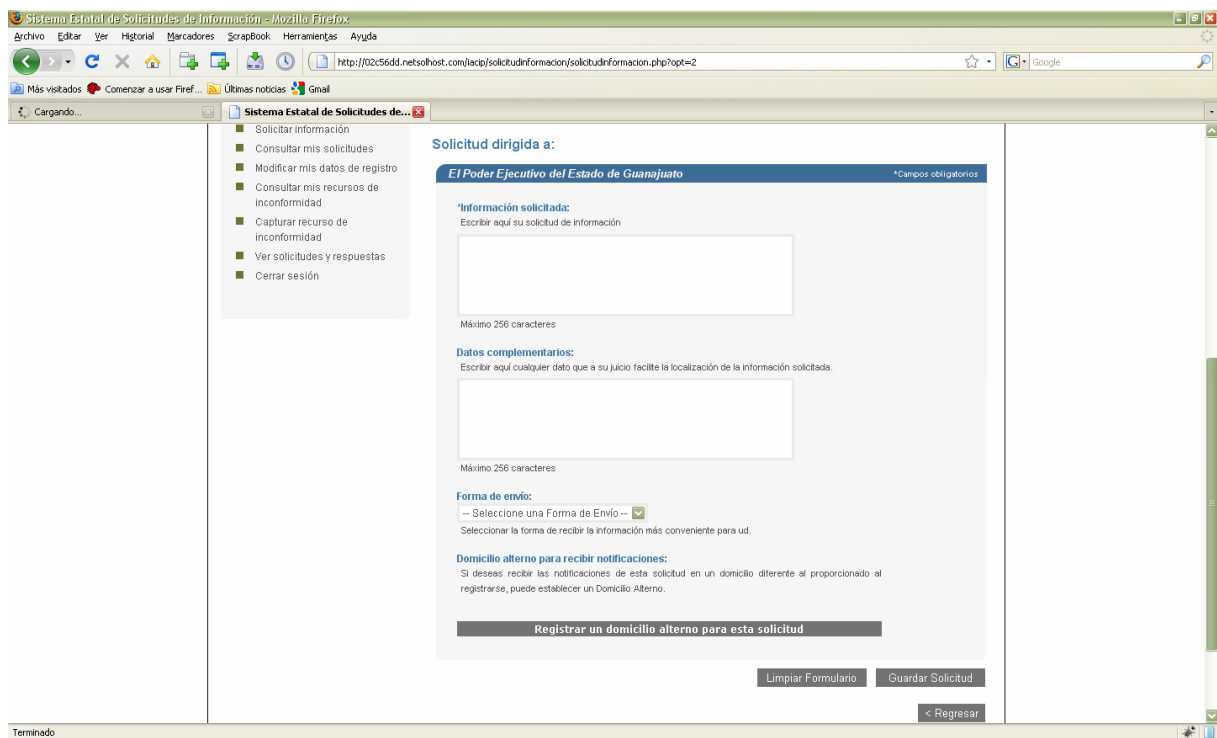 Sistema Estatal de Solicitudes de Información - Mozilla Firefox
Archivo Editar Ver Historial Marcadores ScrapBook Herramientas Ayuda
http://02c56dd.netsolhost.com/iacip/solicitudinformacion/solicitudinformacion.php?opt=2
Google
Más visitados Comenzar a usar Firef... Últimas noticias Gmail
Cargando...
Sistema Estatal de Solicitudes de...
Solicitar información
Consultar mis solicitudes
Modificar mis datos de registro
Consultar mis recursos de
inconformidad
Capturar recurso de
inconformidad
Ver solicitudes y respuestas
Cerrar sesión
Solicitud dirigida a:
El Poder Ejecutivo del Estado de Guanajuato
*Campos obligatorios
*Información solicitada:
Escribir aquí su solicitud de información
Máximo 256 caracteres
Datos complementarios:
Escribir aquí cualquier dato que a su juicio facilite la localización de la información solicitada.
Máximo 256 caracteres
Forma de envío:
-- Seleccione una Forma de Envío --
Seleccionar la forma de recibir la información más conveniente para ud.
Domicilio alterno para recibir notificaciones:
Si deseas recibir las notificaciones de esta solicitud en un domicilio diferente al proporcionado al
registrarse, puede establecer un Domicilio Alterno.
Registrar un domicilio alterno para esta solicitud
Limpiar Formulario
Guardar Solicitud
< Regresar
Terminado